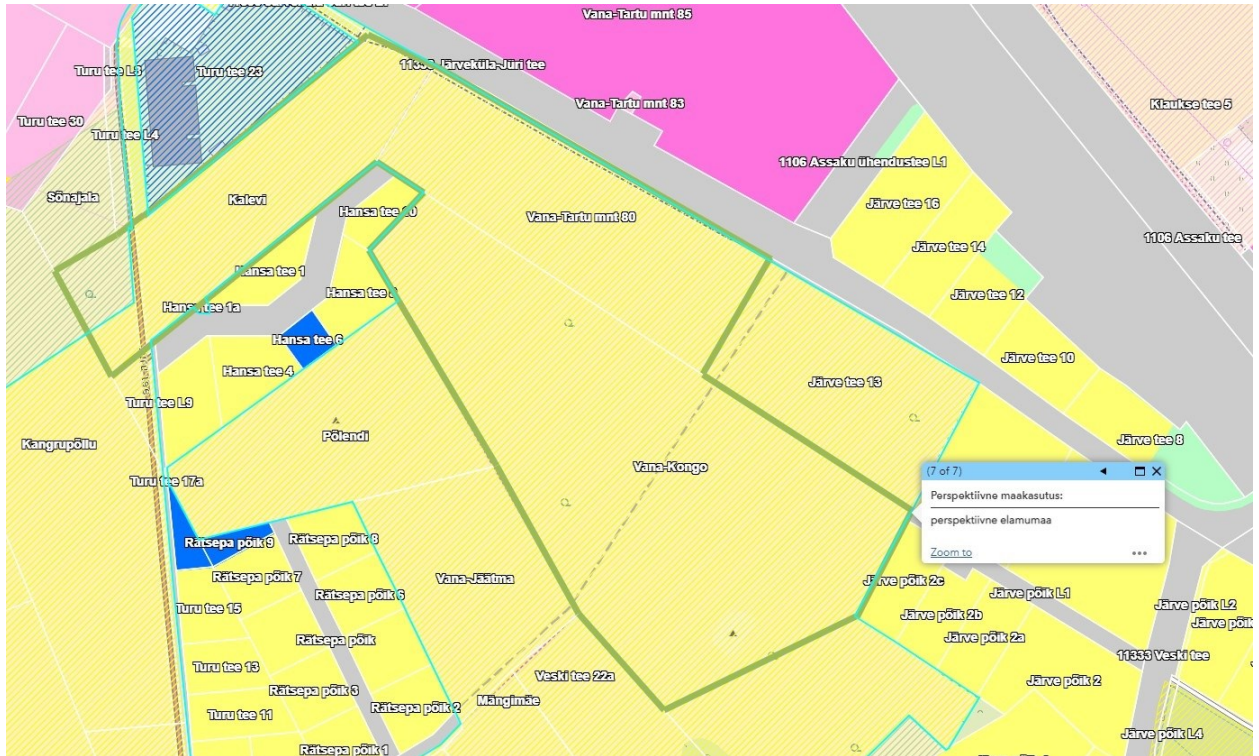 Vana-Tartu mnt 85
Turu tee L3
Turu tee 23
11333 Järveküla-Jüri tee
Vana-Tartu mnt 83
Klaukse tee 5
Turu tee 30
Turu tee L4
1106 Assaku ühendustee L1
Sõnajala
Kalevi
Järve tee 16
Hansa tee 10
Vana-Tartu mnt 80
1106 Assaku tee
Järve tee 14
Hansa tee 1
Järve tee 12
Hansa tee 1a
Hansa tee 6
Järve tee 10
Hansa tee 4
Järve tee 13
Turu tee L9
Põlendi
Järve tee 8
Kangrupõllu
Vana-Kongo
(7 of 7)
Turu tee 17a
Perspektiivne maakasutus:
perspektiivne elamumaa
Zoom to
Rätsepa põik 9
Rätsepa põik 8
Rätsepa põik 7
Vana-Jäätma
Järve põik 2c
Rätsepa põik 6
Järve põik L1
Turu tee 15
Järve põik L2
Järve põik 2b
Järve põik
Rätsepa põik
Järve põik 2a
11333 Veski tee
Turu tee 13
Veski tee 22a
Järve põik 2
Rätsepa põik 3
Mängimäe
Rätsepa põik 2
Turu tee 11
Järve põik L4
Rätsepa põik 1